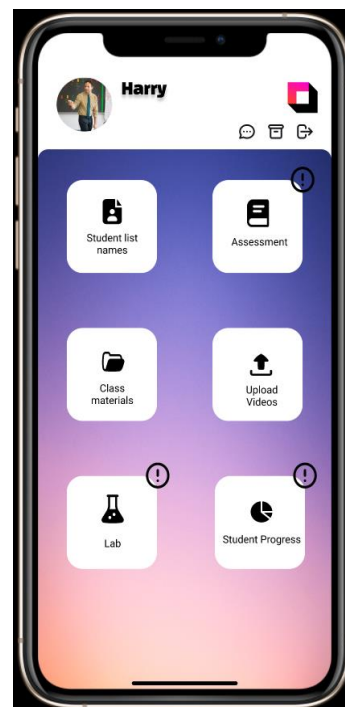 Harry
Student list
names
Assessment
Class
materials
Upload
Videos
Lab
Student Progress